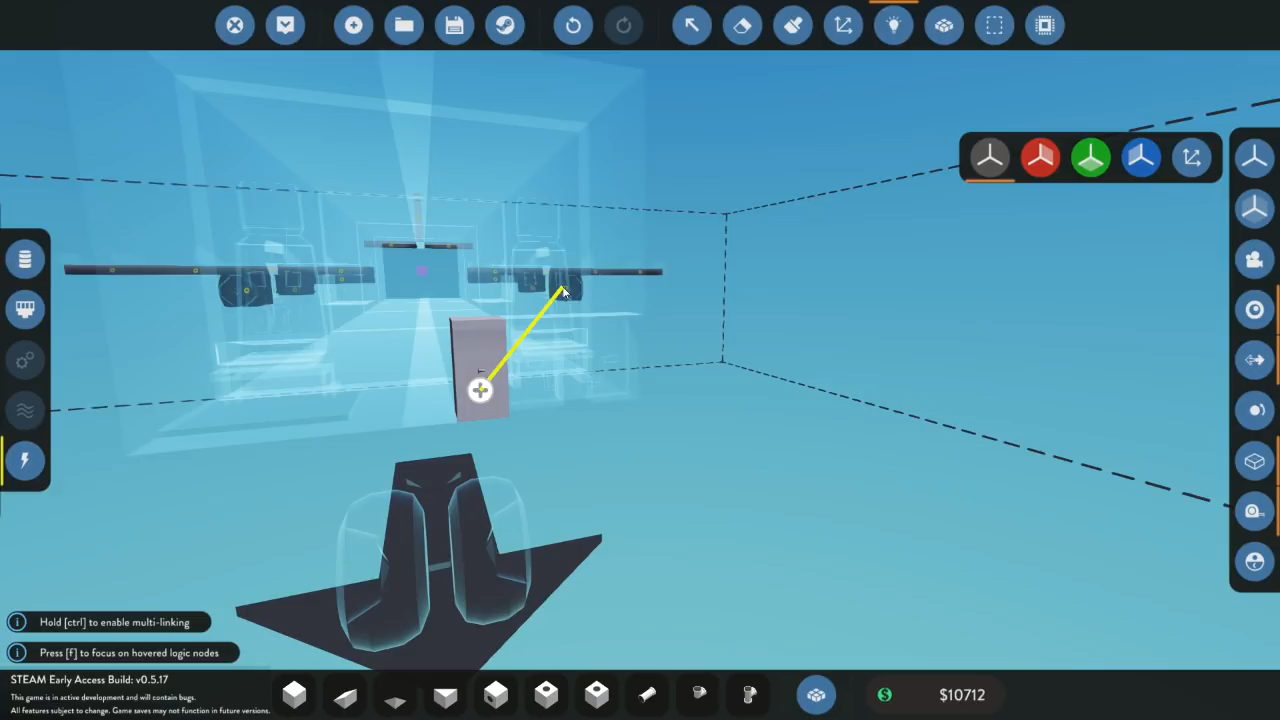 Hold [ctrl] to enable multi-linking
Press [f] to focus on hovered logic nodes
STEAM Early Access Build: v0.5.17
This game is in active development and will contain bugs.
All features subject to change. Game saves may not function in future versions.
$10712